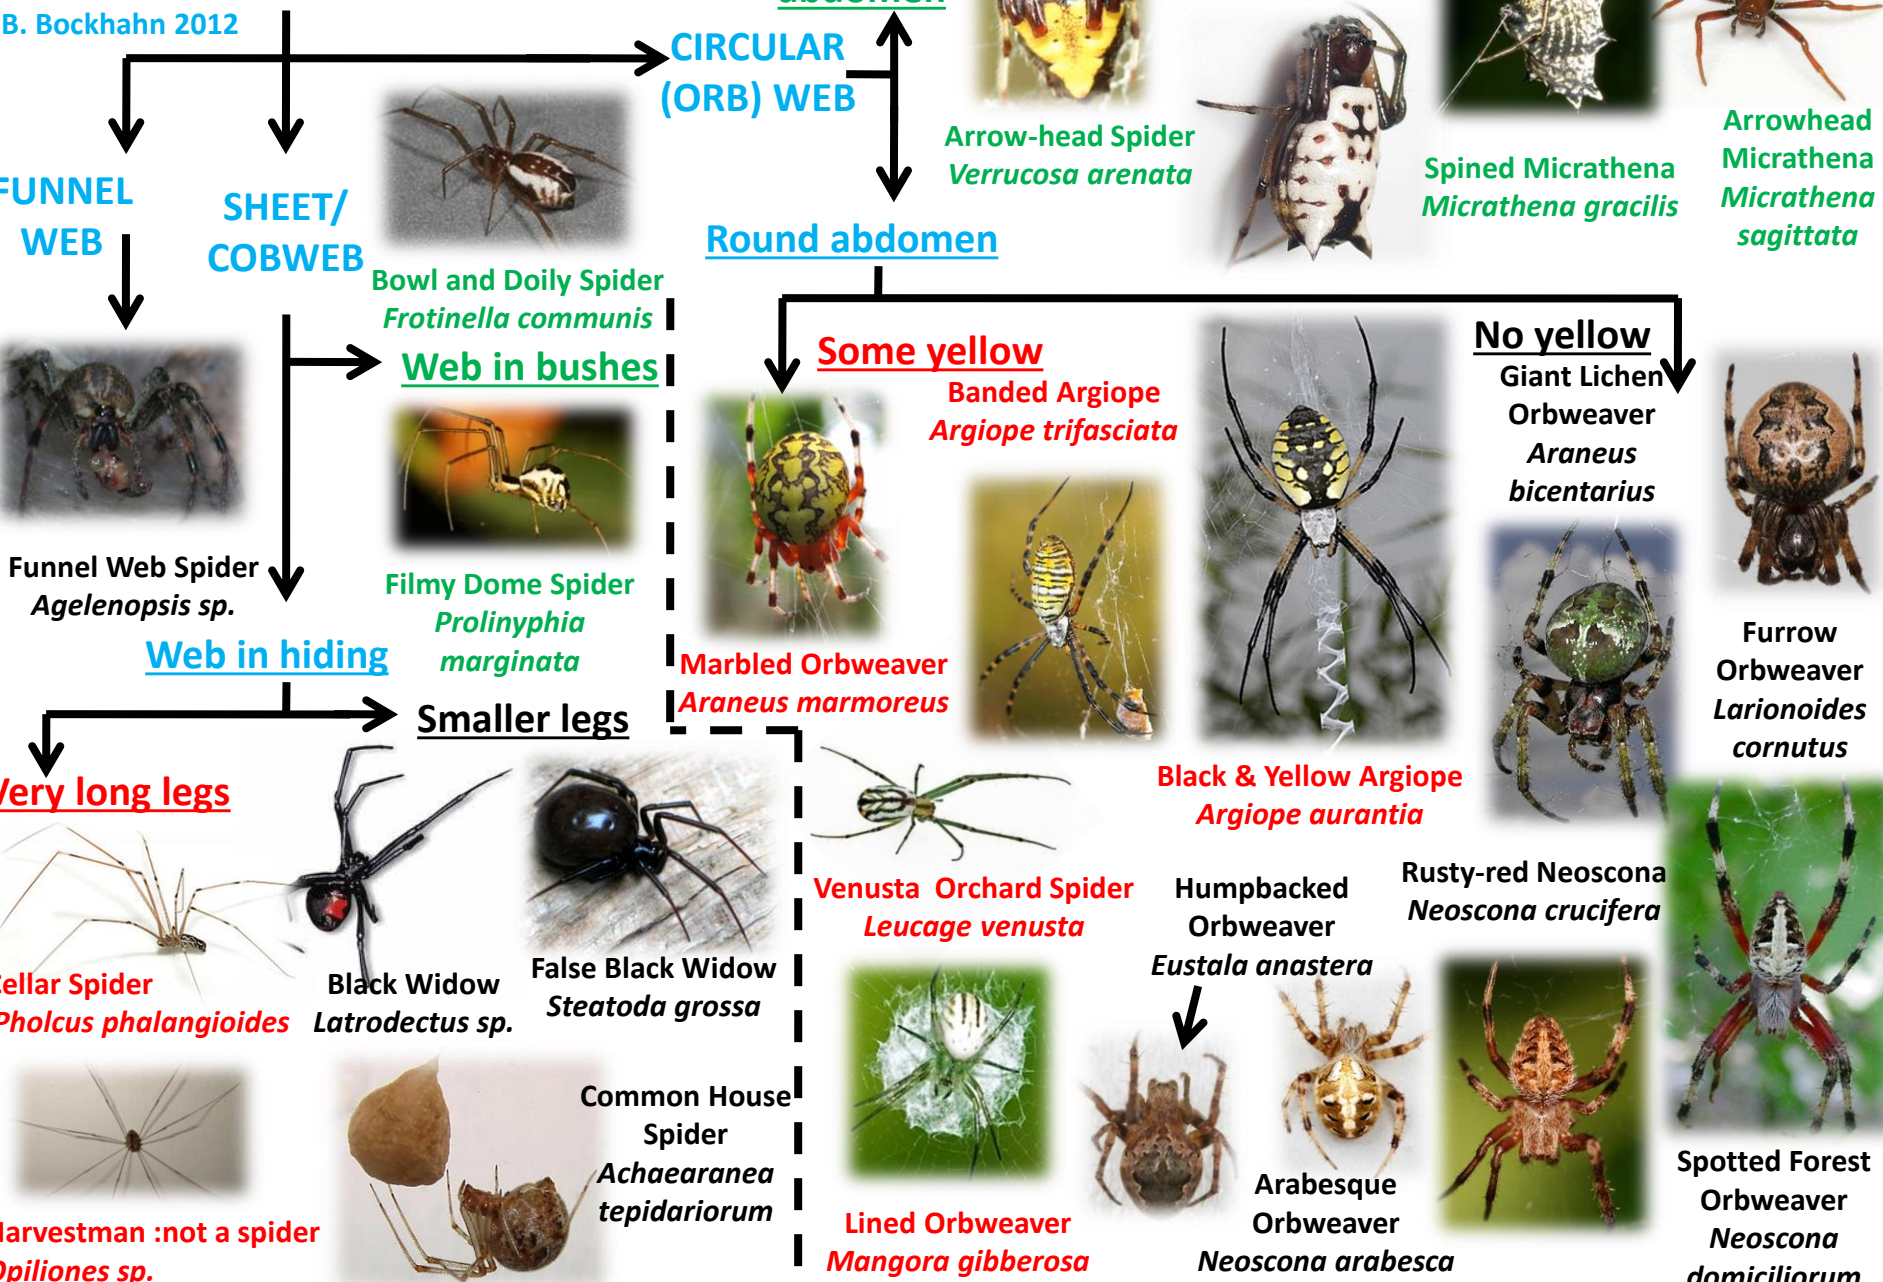 B. Bockhahn 2012
abdomen
CIRCULAR
(ORB) WEB
FUNNEL
WEB
SHEET/
COBWEB
Arrow-head Spider
Verrucosa arenata
Spined Micrathena
Micrathena gracilis
Arrowhead
Micrathena
Micrathena
sagittata
Round abdomen
Bowl and Doily Spider
Frotinella communis
Web in bushes
Filmy Dome Spider
Prolinyphia
marginata
Funnel Web Spider
Agelenopsis sp.
Web in hiding
Smaller legs
Very long legs
Cellar Spider
Pholcus phalangioides
Black Widow
Latrodectus sp.
False Black Widow
Steatoda grossa
Harvestman :not a spider
Opiliones sp.
Common House
Spider
Achaearanea
tepidariorum
Some yellow
Banded Argiope
Argiope trifasciata
Marbled Orbweaver
Araneus marmoreus
Black & Yellow Argiope
Argiope aurantia
Venusta  Orchard Spider
Leucage venusta
Lined Orbweaver
Mangora gibberosa
No yellow
Giant Lichen
Orbweaver
Araneus
bicentarius
Furrow
Orbweaver
Larionoides
cornutus
Humpbacked
Orbweaver
Eustala anastera
Rusty-red Neoscona
Neoscona crucifera
Arabesque
Orbweaver
Neoscona arabesca
Spotted Forest
Orbweaver
Neoscona
domiciliorum